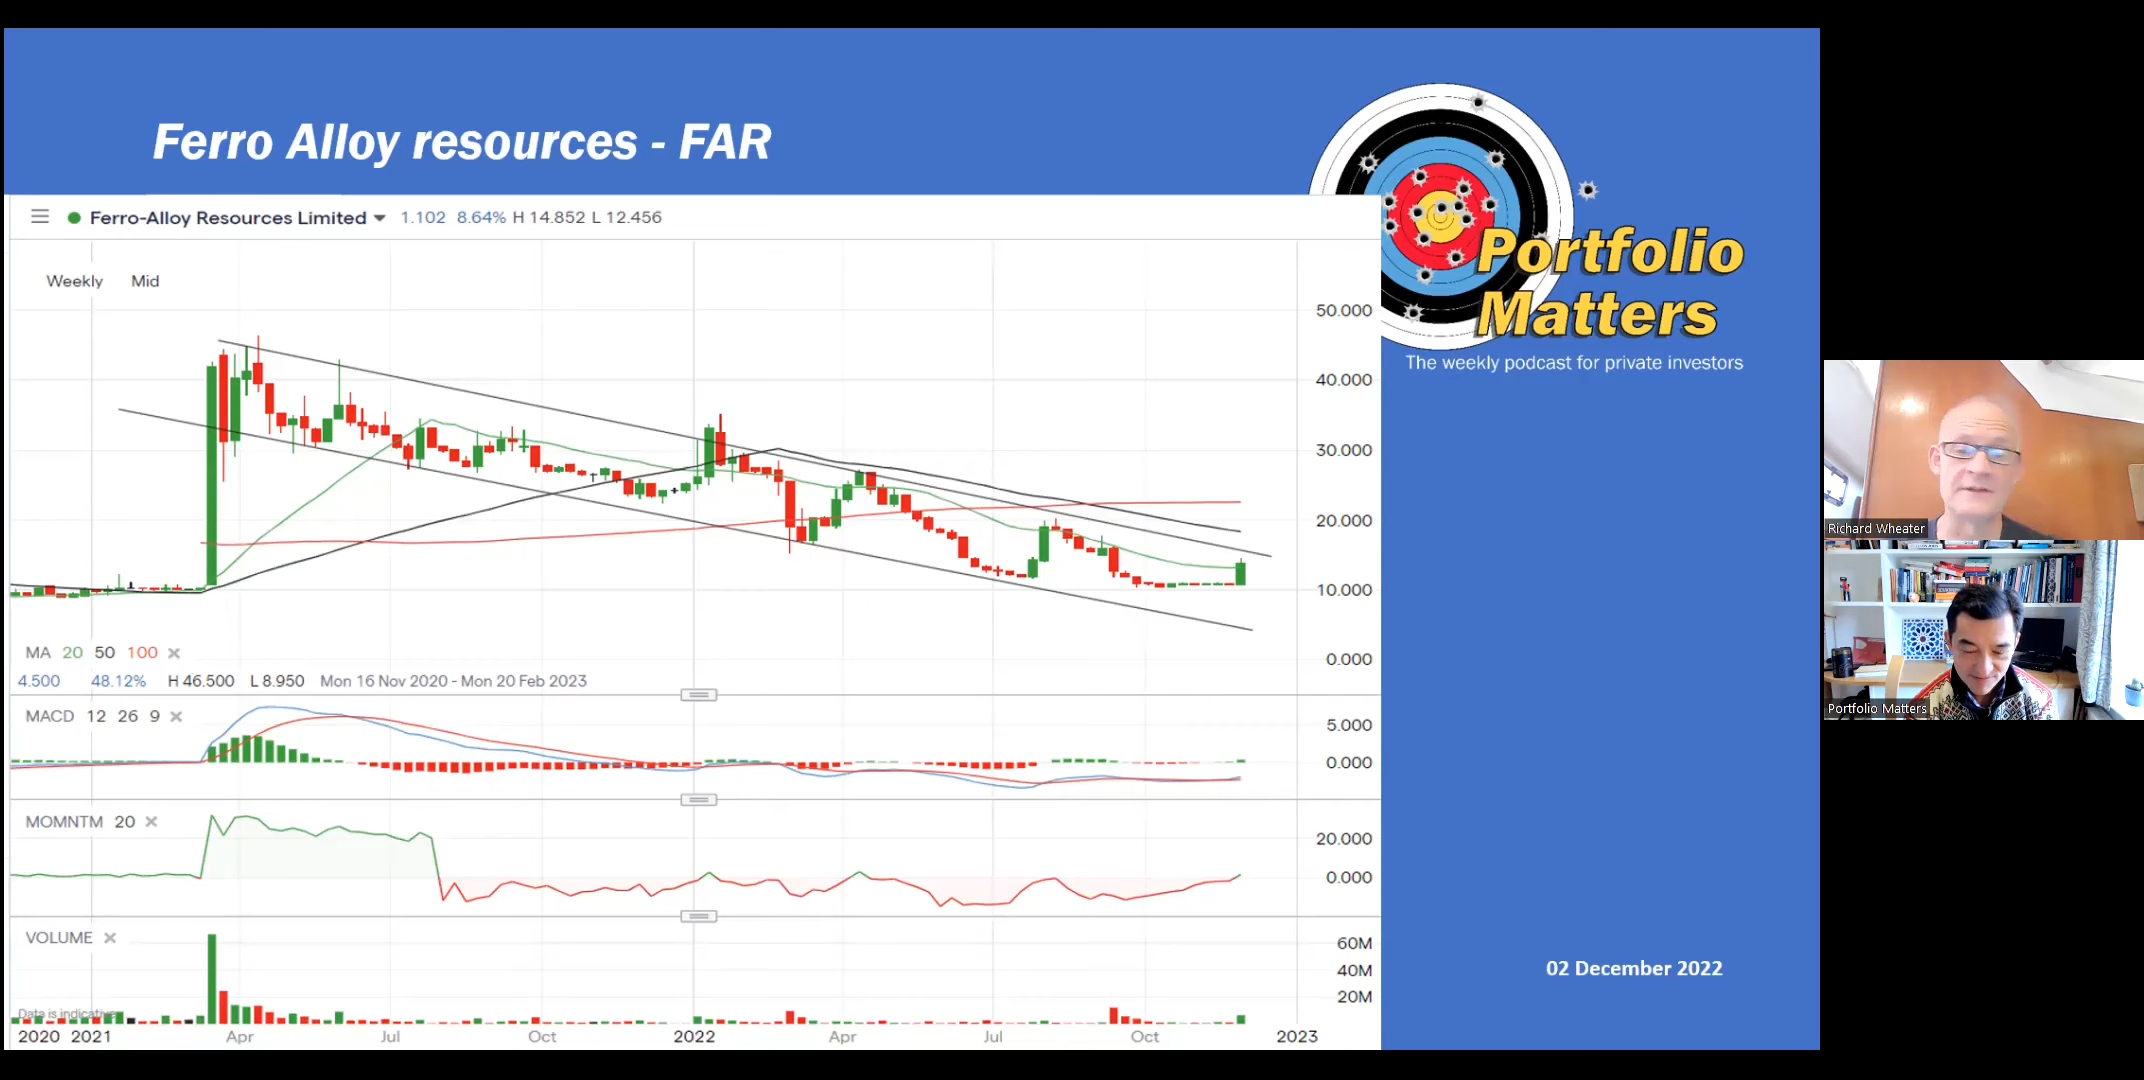 Ferro Alloy resources - FAR
Ferro-Alloy Resources Limited 1.102 8.64% H 14.852 L 12.456
Weekly Mid
50.000
40.000
30.000
20.000
10.000
0.000
MA 20 50 100
4.500 48.12% H 46.500 L 8.950 Mon 16 Nov 2020 - Mon 20 Feb 2023
MACD 12 26 9
5.000
0.000
MOMNTM 20
20.000
0.000
VOLUME
60M
40M
20M
Data is indicative
2020 2021 Apr Jul Oct 2022 Apr Jul Oct 2023
Portfolio
Matters
The weekly podcast for private investors
02 December 2022
Richard Wheater
Portfolio Matters